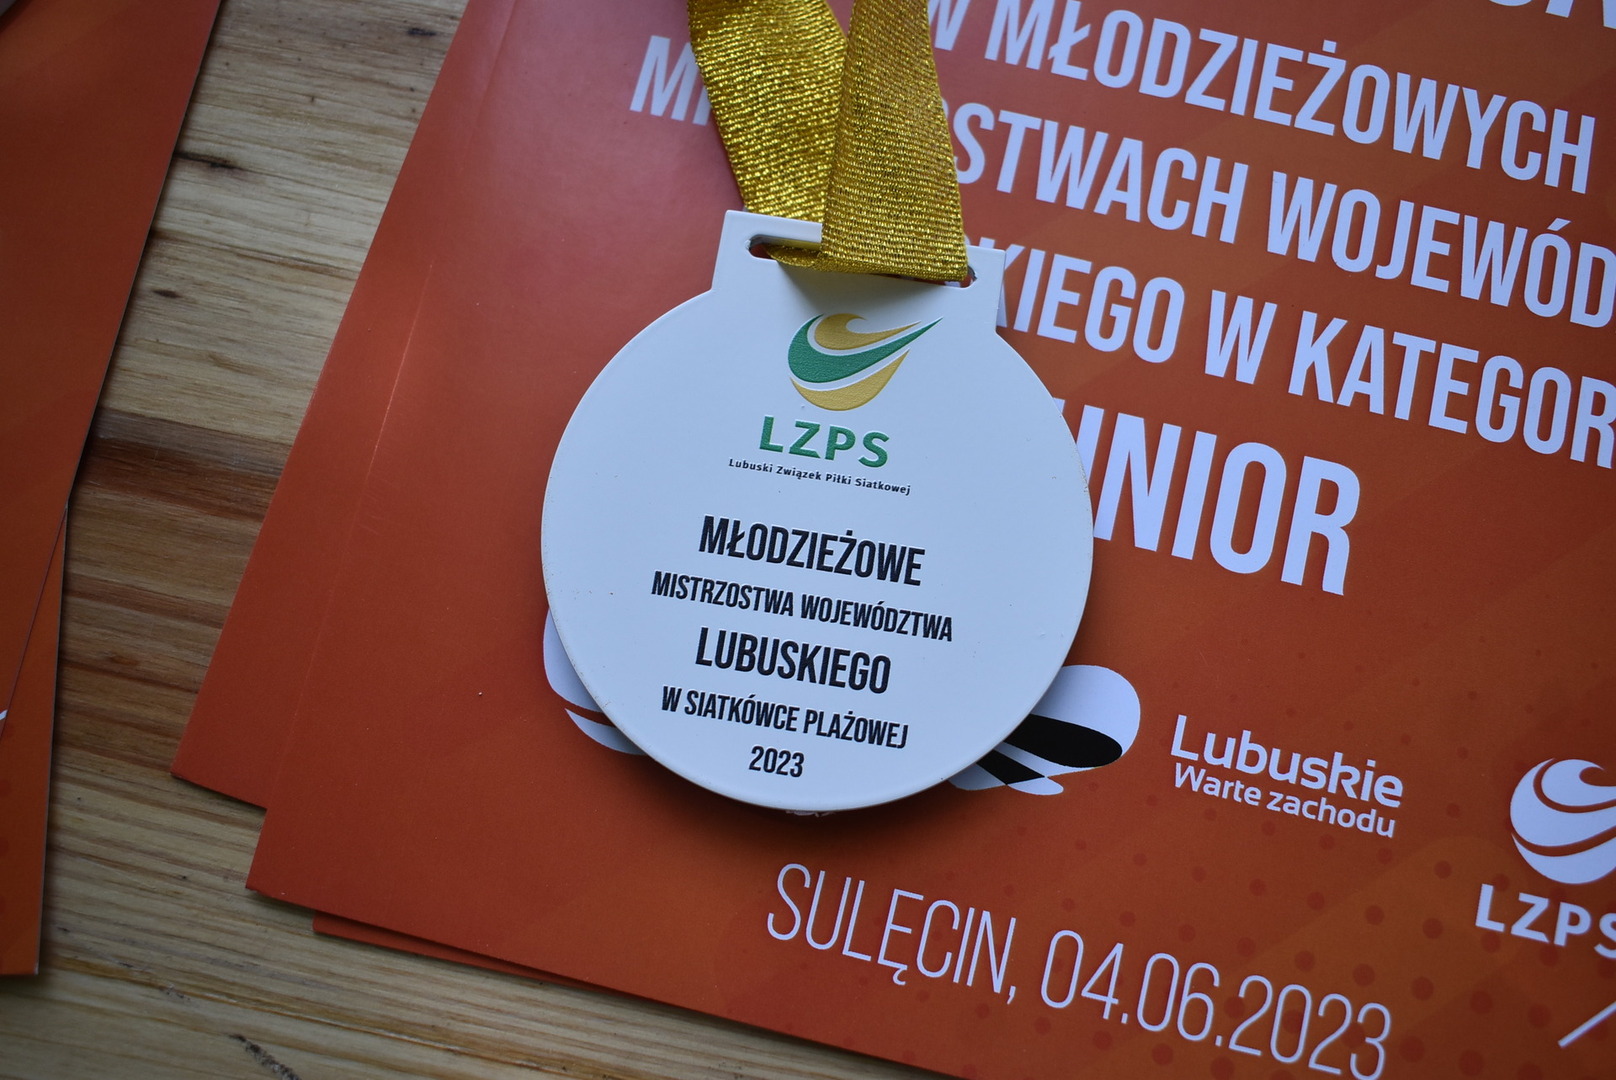 W MŁODZIEŻOWYCH
STWACH WOJEWÓD
KIEGO W KATEGOR
NIOR
LZPS
Lubuski Związek Piłki Siatkowej
MŁODZIEŻOWE
MISTRZOSTWA WOJEWÓDZTWA
LUBUSKIEGO
W SIATKÓWCE PLAŻOWEJ
2023
Lubuskie
Warte zachodu
LZPS
SULĘCIN, 04.06.2023